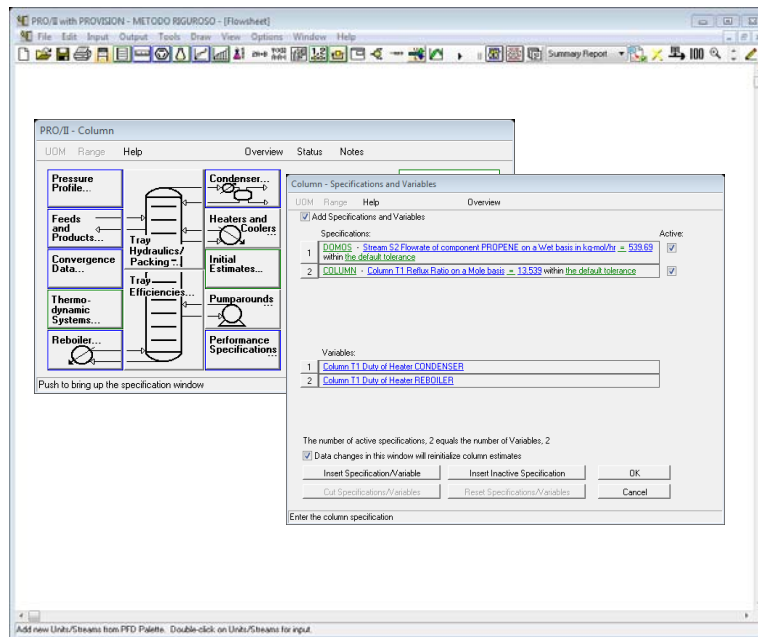 PRO/II with PROVISION - METODO RIGUROSO - [Flowsheet]
File Edit Input Output Tools Draw View Options Window Help
Summary Report
100
PRO/II - Column
UOM Range Help Overview Status Notes
Pressure
Profile...
Feeds
and
Products...
Convergence
Data...
Thermo-
dynamic
Systems...
Reboiler...
Tray
Hydraulics/
Packing ...
Tray
Efficiencies...
Condenser...
Heaters and
Coolers
...
Initial
Estimates...
Pumparounds
...
Performance
Specifications
...
Push to bring up the specification window
Column - Specifications and Variables
UOM Range Help Overview
Add Specifications and Variables
Specifications: Active:
1 DOMOS - Stream S2 Flowrate of component PROPENE on a Wet basis in kg-mol/hr = 539.69
within the default tolerance
2 COLUMN - Column T1 Reflux Ratio on a Mole basis = 13.539 within the default tolerance
Variables:
1 Column T1 Duty of Heater CONDENSER
2 Column T1 Duty of Heater REBOILER
The number of active specifications, 2 equals the number of Variables, 2
Data changes in this window will reinitialize column estimates
Insert Specification/Variable Insert Inactive Specification OK
Cut Specifications/Variables Reset Specifications/Variables Cancel
Enter the column specification
Add new Units/Streams from PFD Palette. Double-click on Units/Streams for input.